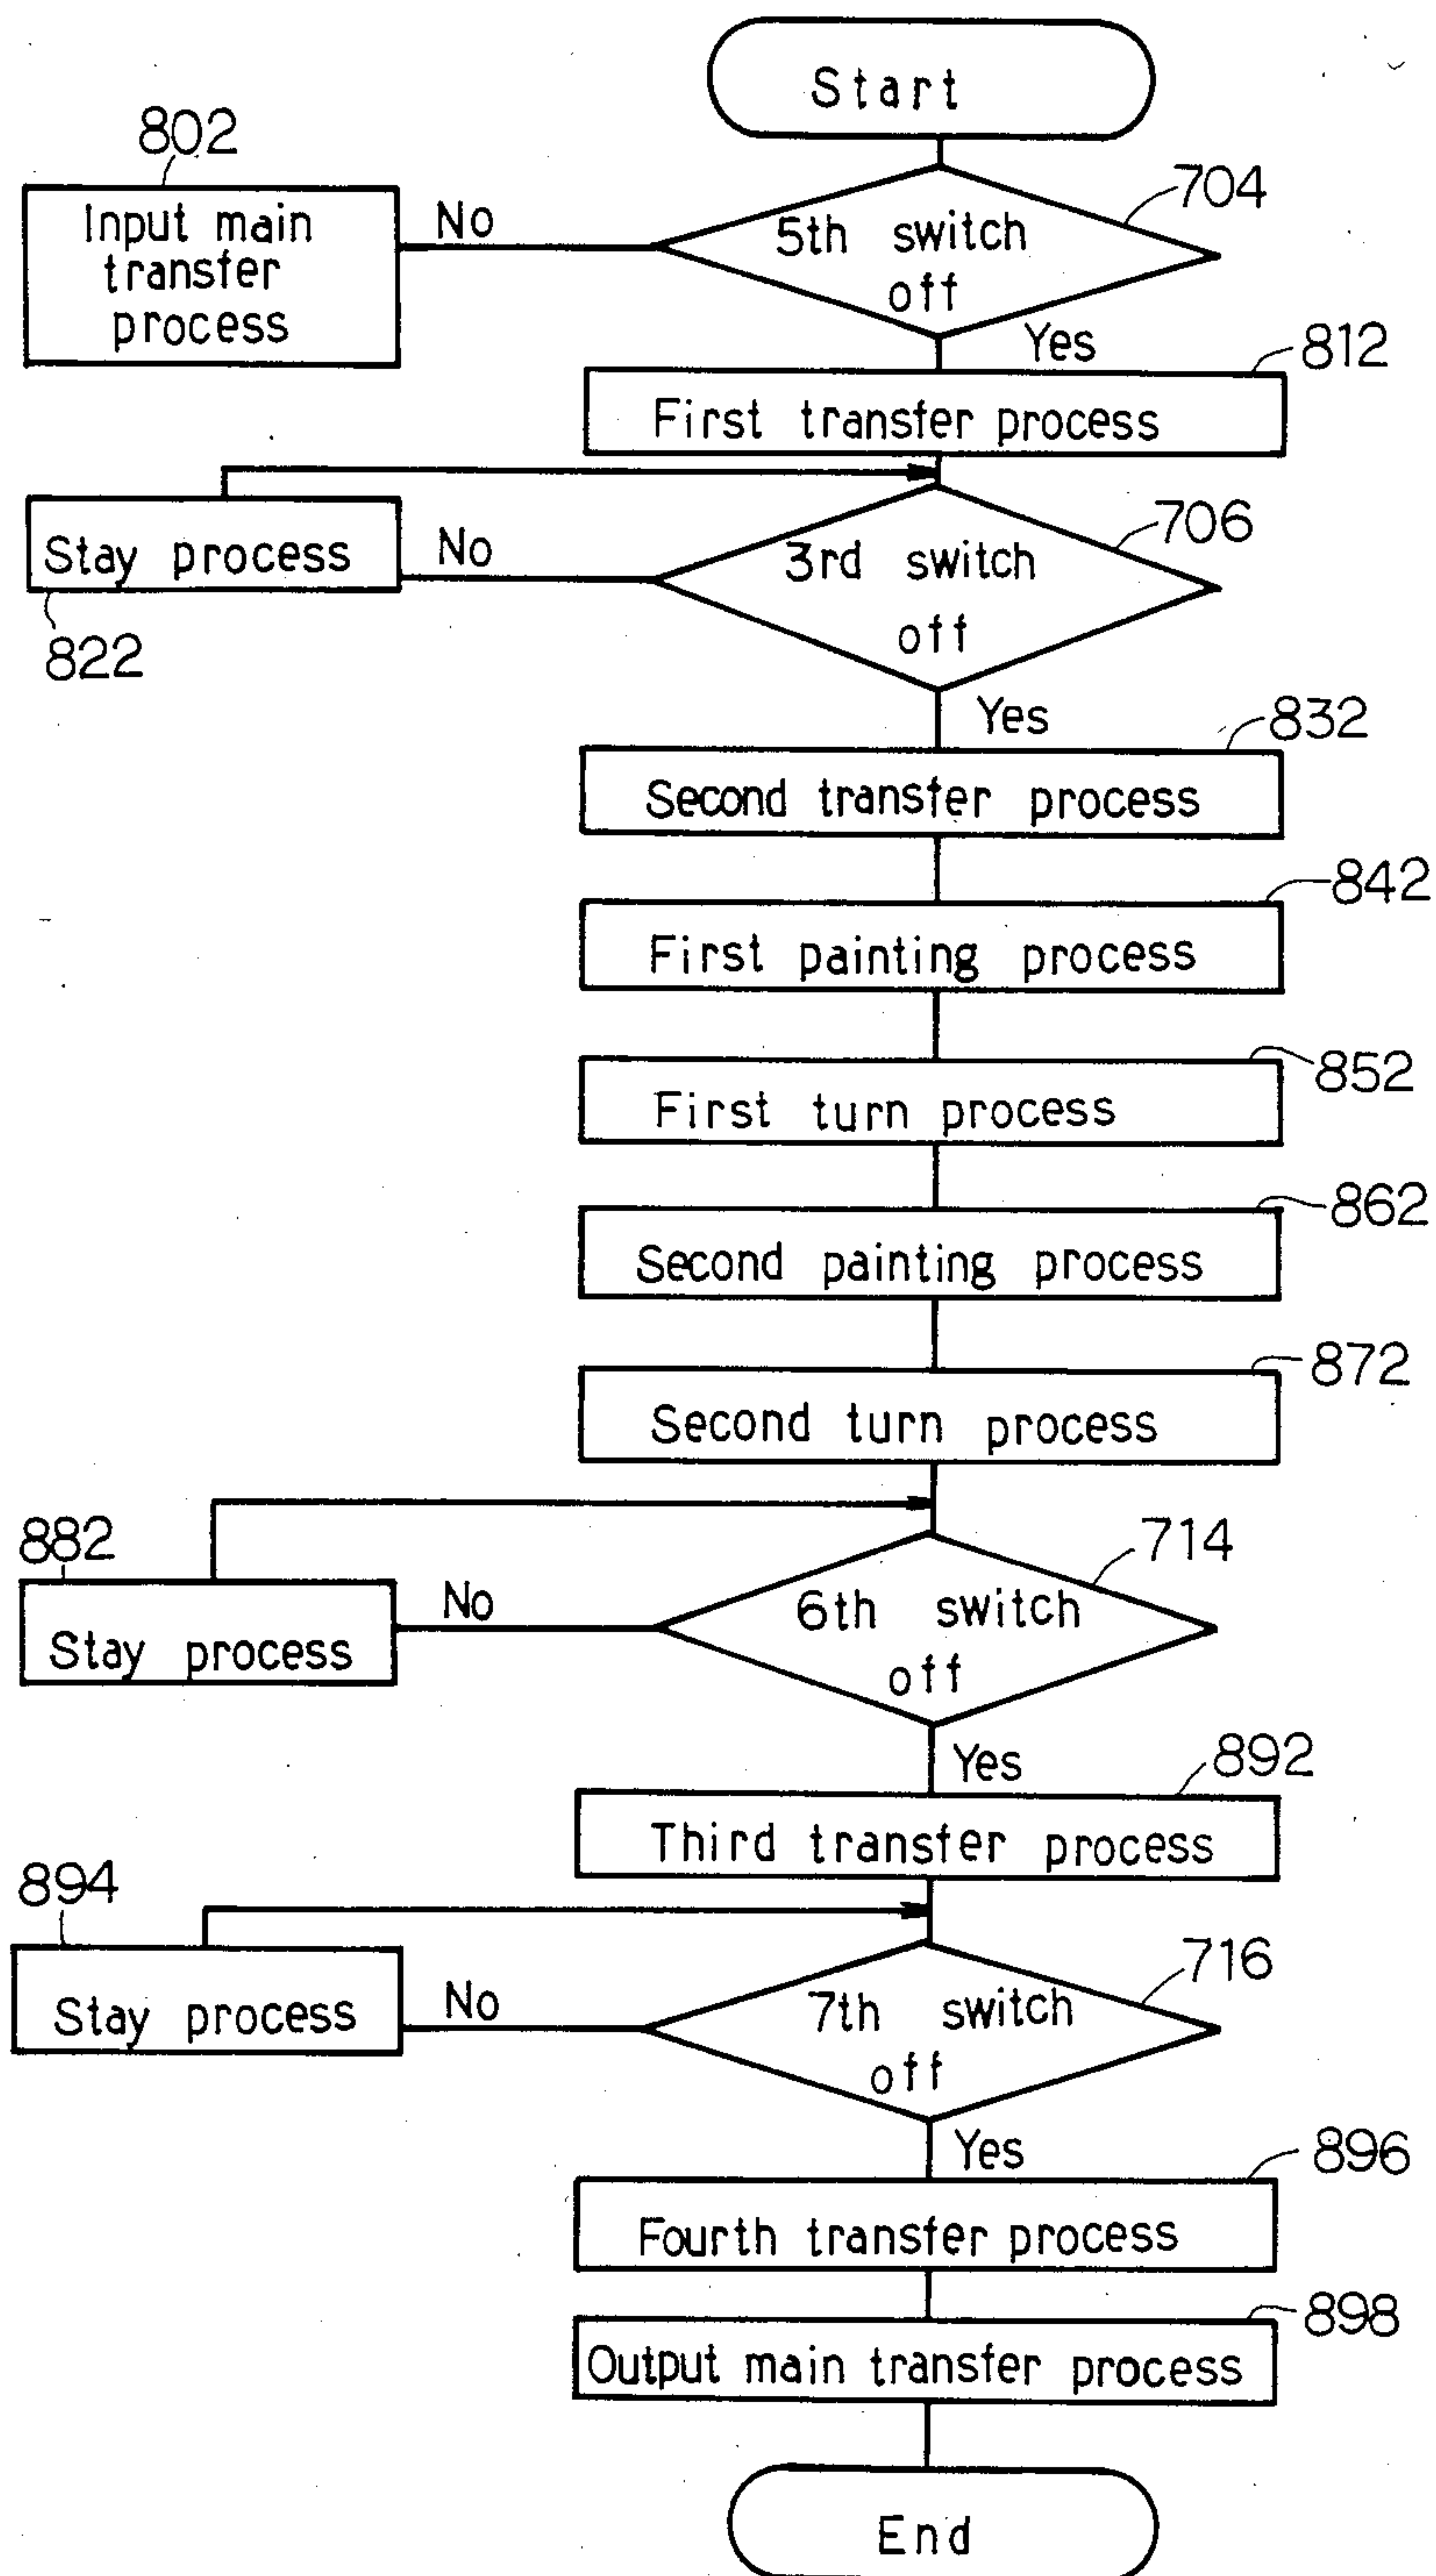 Start
802
Input main
transfer
process
No
704
5th switch
off
Yes
812
First transfer process
706
Stay process
No
3rd switch
off
822
Yes
832
Second transfer process
842
First painting process
852
First turn process
862
Second painting process
872
Second turn process
882
714
Stay process
No
6th switch
off
Yes
892
Third transfer process
894
716
Stay process
No
7th switch
off
Yes
896
Fourth transfer process
898
Output main transfer process
End